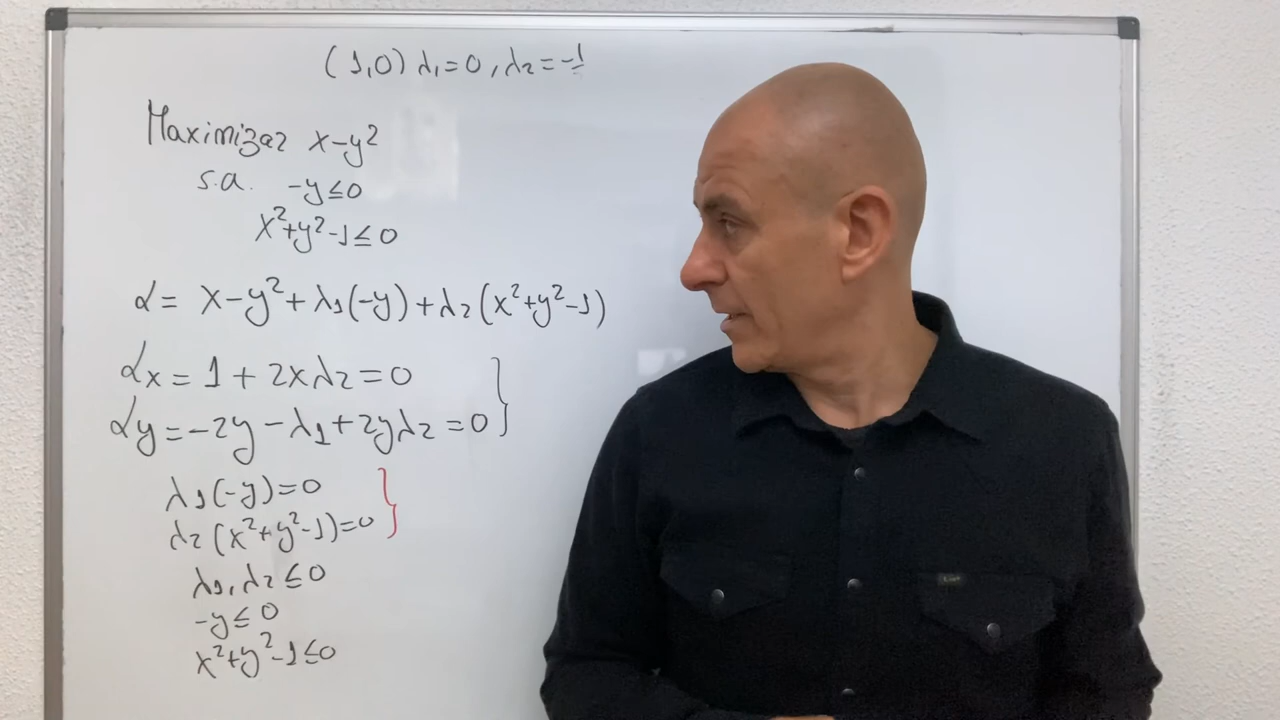 (1,0) λ₁=0, λ₂=-1
Maximizar x-y²
s.a. -y≤0
x²+y²-1≤0
L= x-y²+λ₁(-y)+λ₂(x²+y²-1)
Lx=1+2xλ₂=0
Ly=-2y-λ₁+2yλ₂=0
λ₁(-y)=0
λ₂(x²+y²-1)=0
λ₁,λ₂≤0
-y≤0
x²+y²-1≤0